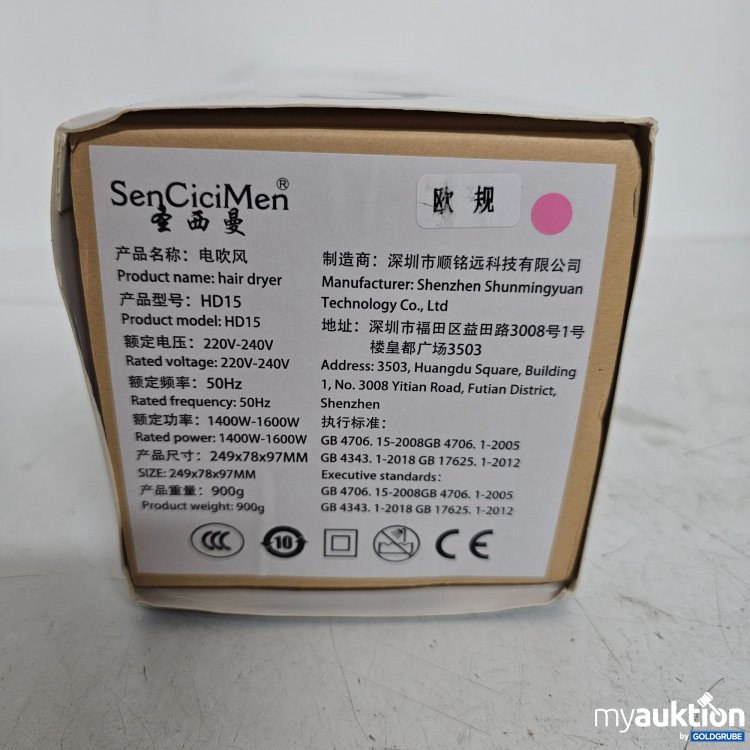 SenCiciMen®
圣西曼
欧规
产品名称：电吹风
Product name: hair dryer
产品型号：HD15
Product model: HD15
额定电压：220V-240V
Rated voltage: 220V-240V
额定频率：50Hz
Rated frequency: 50Hz
额定功率：1400W-1600W
Rated power: 1400W-1600W
产品尺寸：249x78x97MM
SIZE: 249x78x97MM
产品重量：900g
Product weight: 900g
制造商：深圳市顺铭远科技有限公司
Manufacturer: Shenzhen Shunmingyuan
Technology Co., Ltd
地址：深圳市福田区益田路3008号1号
楼皇都广场3503
Address: 3503, Huangdu Square, Building
1, No. 3008 Yitian Road, Futian District,
Shenzhen
执行标准：
GB 4706. 15-2008GB 4706. 1-2005
GB 4343. 1-2018 GB 17625. 1-2012
Executive standards：
GB 4706. 15-2008GB 4706. 1-2005
GB 4343. 1-2018 GB 17625. 1-2012
CCC 10 CE
myauktion
by GOLDGRUBE